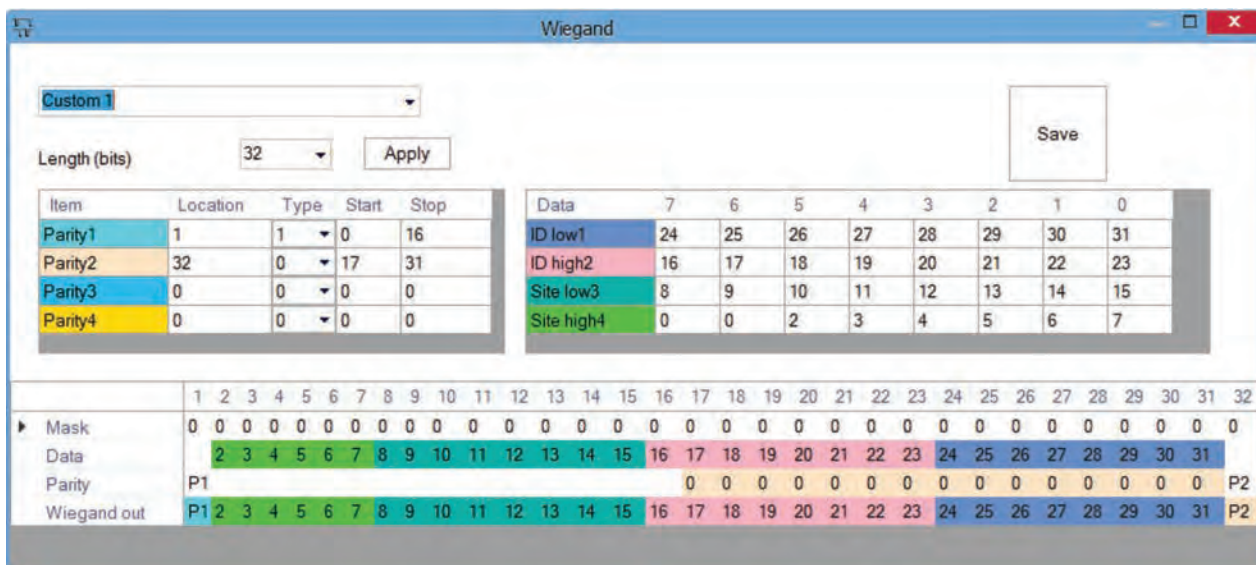 Wiegand
Custom 1
Save
Length (bits) 32 Apply
Item Location Type Start Stop
Parity1 1 1 0 16
Parity2 32 0 17 31
Parity3 0 0 0 0
Parity4 0 0 0 0
Data 7 6 5 4 3 2 1 0
ID low1 24 25 26 27 28 29 30 31
ID high2 16 17 18 19 20 21 22 23
Site low3 8 9 10 11 12 13 14 15
Site high4 0 0 2 3 4 5 6 7
1 2 3 4 5 6 7 8 9 10 11 12 13 14 15 16 17 18 19 20 21 22 23 24 25 26 27 28 29 30 31 32
Mask 0 0 0 0 0 0 0 0 0 0 0 0 0 0 0 0 0 0 0 0 0 0 0 0 0 0 0 0 0 0 0 0
Data 2 3 4 5 6 7 8 9 10 11 12 13 14 15 16 17 18 19 20 21 22 23 24 25 26 27 28 29 30 31
Parity P1 0 0 0 0 0 0 0 0 0 0 0 0 0 0 0 P2
Wiegand out P1 2 3 4 5 6 7 8 9 10 11 12 13 14 15 16 17 18 19 20 21 22 23 24 25 26 27 28 29 30 31 P2